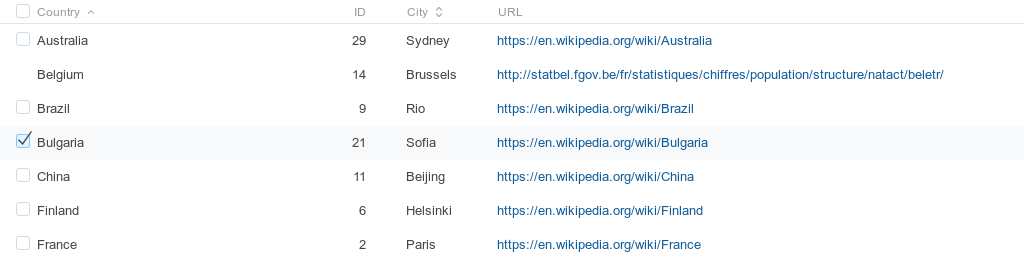 Country ID City URL
Australia 29 Sydney https://en.wikipedia.org/wiki/Australia
Belgium 14 Brussels http://statbel.fgov.be/fr/statistiques/chiffres/population/structure/natact/beletr/
Brazil 9 Rio https://en.wikipedia.org/wiki/Brazil
Bulgaria 21 Sofia https://en.wikipedia.org/wiki/Bulgaria
China 11 Beijing https://en.wikipedia.org/wiki/China
Finland 6 Helsinki https://en.wikipedia.org/wiki/Finland
France 2 Paris https://en.wikipedia.org/wiki/France